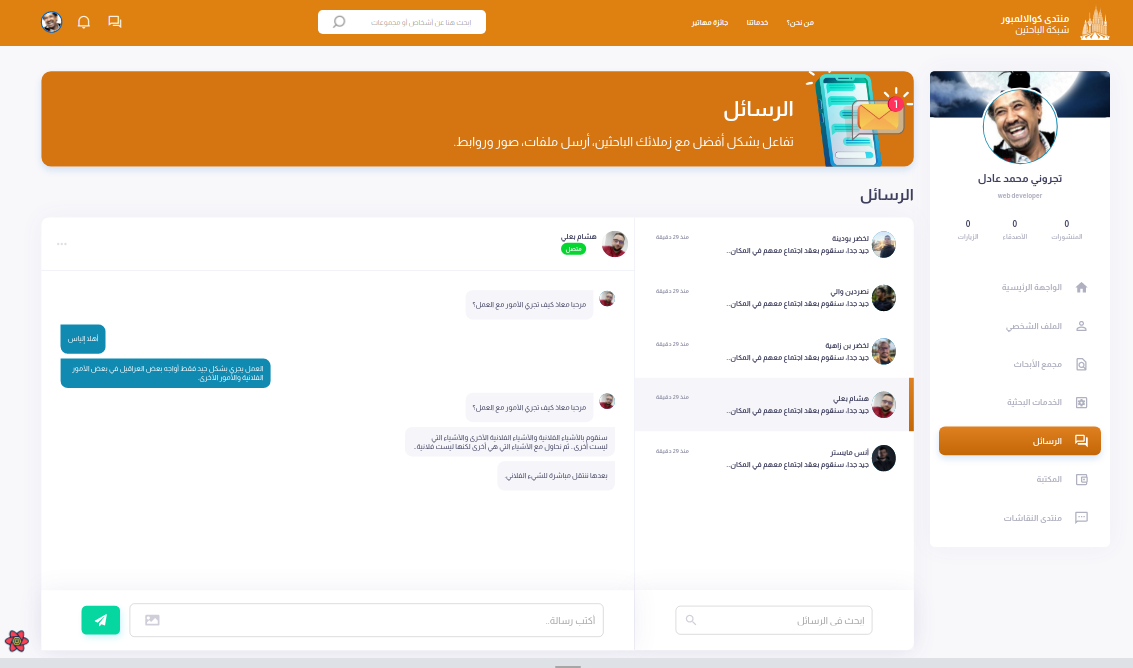 منتدى كوالالمبور
شبكة الباحثين
من نحن؟
خدماتنا
جائزة مهاتير
ابحث هنا عن أشخاص أو مجموعات
الرسائل
تفاعل بشكل أفضل مع زملائك الباحثين، أرسل ملفات، صور وروابط.
1
تجروني محمد عادل
web developer
0 0 0
المنشورات الأصدقاء الزيارات
الواجهة الرئيسية
الملف الشخصي
مجمع الأبحاث
الخدمات البحثية
الرسائل
المكتبة
منتدى النقاشات
الرسائل
لخضر بودينة منذ 29 دقيقة
جيد جدا، سنقوم بعقد اجتماع معهم في المكان..
نصردين والي منذ 29 دقيقة
جيد جدا، سنقوم بعقد اجتماع معهم في المكان..
لخضر بن زاهية منذ 29 دقيقة
جيد جدا، سنقوم بعقد اجتماع معهم في المكان..
هشام بعلي منذ 29 دقيقة
جيد جدا، سنقوم بعقد اجتماع معهم في المكان..
أنس مايستر منذ 29 دقيقة
جيد جدا، سنقوم بعقد اجتماع معهم في المكان..
ابحث في الرسائل
هشام بعلي
متصل
مرحبا معاذ كيف تجري الأمور مع العمل؟
أهلا إلياس
العمل يجري بشكل جيد فقط أواجه بعض العراقيل في بعض الأمور
الفلانية والأمور الأخرى.
مرحبا معاذ كيف تجري الأمور مع العمل؟
سنقوم بالأشياء الفلانية والأشياء الفلانية الأخرى والأشياء التي
ليست أخرى.. ثم نحاول مع الأشياء التي هي أخرى لكنها ليست فلانية..
بعدها ننتقل مباشرة للشيء الفلاني.
أكتب رسالة..